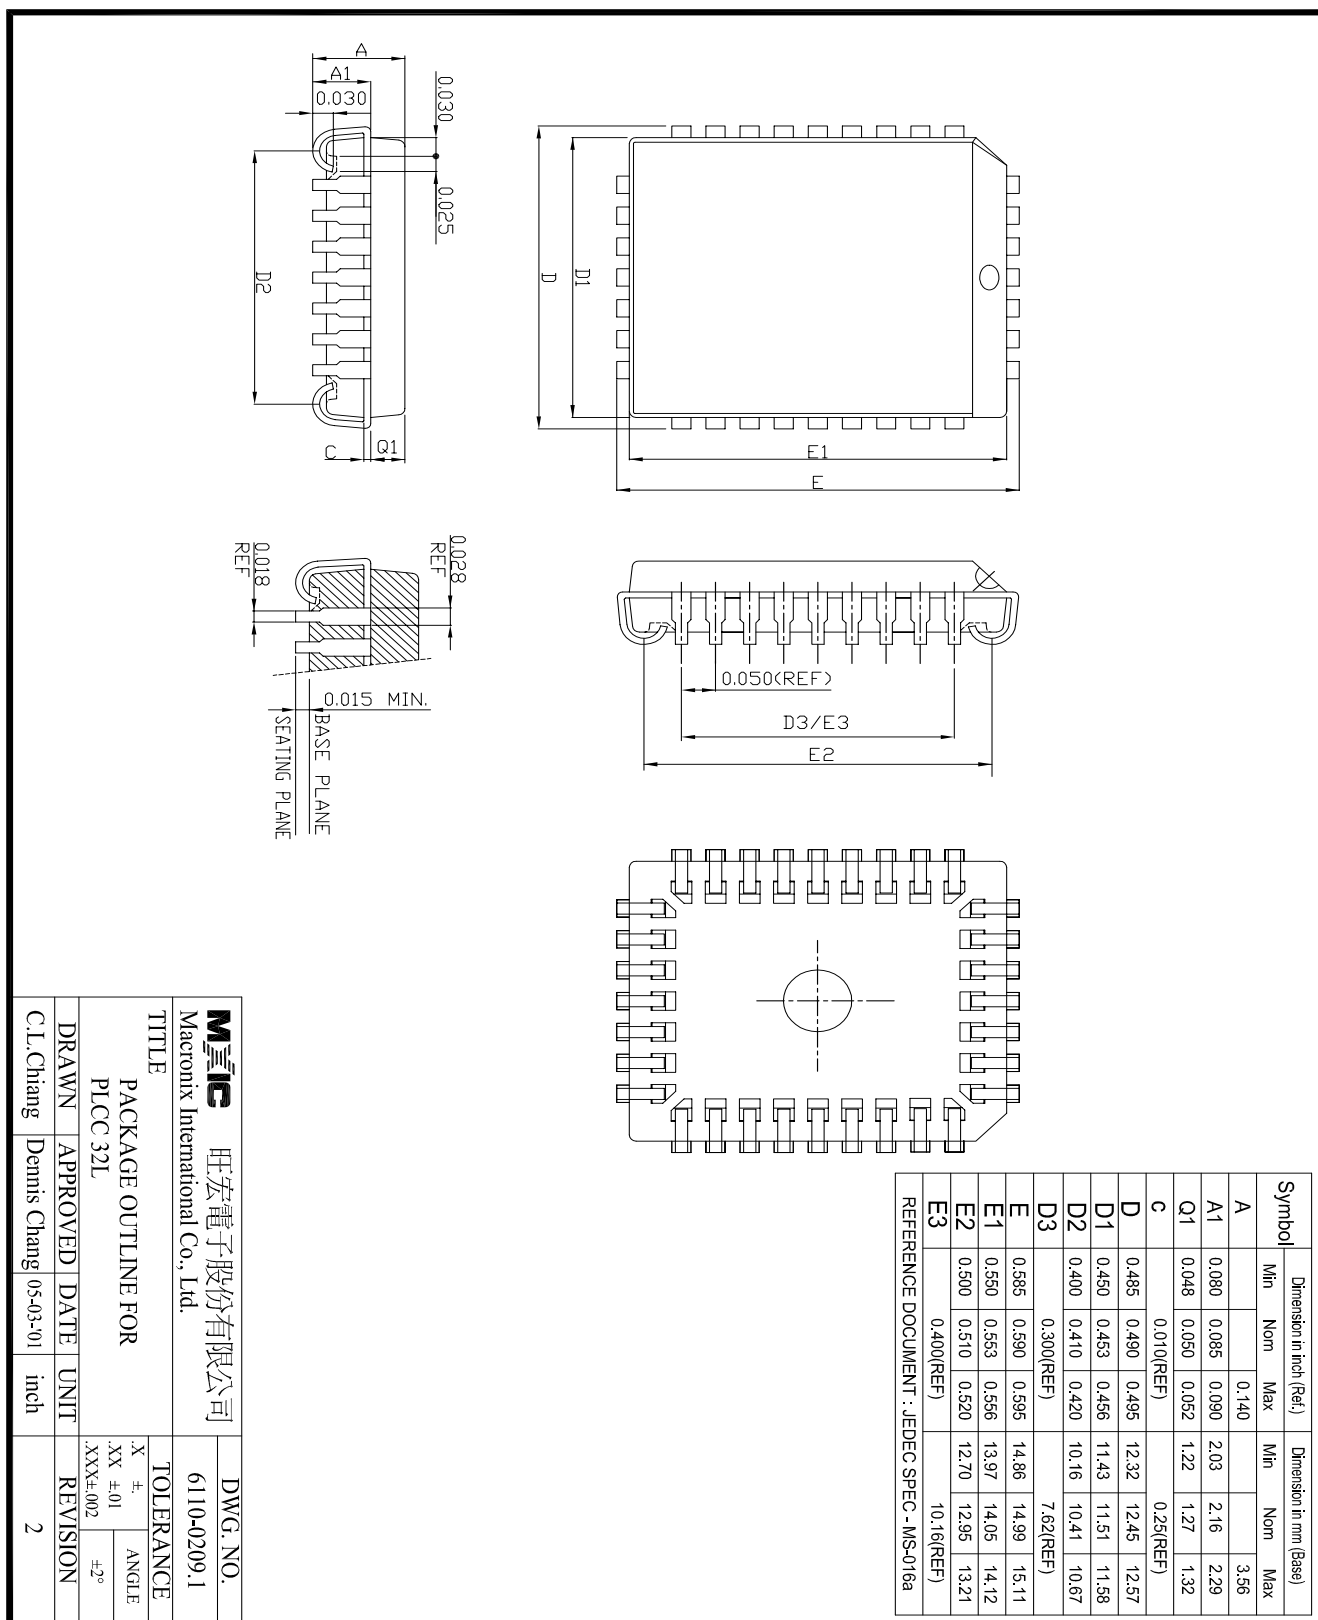 A
A1
0.030
0.030
0.025
D2
C
Q1
D
D1
E1
E
0.018
REF
0.028
REF
0.015 MIN.
BASE PLANE
SEATING PLANE
0.050(REF)
D3/E3
E2
Symbol Dimension in inch (Ref.) Dimension in mm (Base)
Min Nom Max Min Nom Max
A 0.140 3.56
A1 0.080 0.085 0.090 2.03 2.16 2.29
Q1 0.048 0.050 0.052 1.22 1.27 1.32
C 0.010(REF) 0.25(REF)
D 0.485 0.490 0.495 12.32 12.45 12.57
D1 0.450 0.453 0.456 11.43 11.51 11.58
D2 0.400 0.410 0.420 10.16 10.41 10.67
D3 0.300(REF) 7.62(REF)
E 0.585 0.590 0.595 14.86 14.99 15.11
E1 0.550 0.553 0.556 13.97 14.05 14.12
E2 0.500 0.510 0.520 12.70 12.95 13.21
E3 0.400(REF) 10.16(REF)
REFERENCE DOCUMENT : JEDEC SPEC - MS-016a
MXIC 旺宏電子股份有限公司
Macronix International Co., Ltd.
DWG. NO.
6110-0209.1
TITLE
PACKAGE OUTLINE FOR
PLCC 32L
TOLERANCE
.X ±.
.XX ±.01
.XXX±.002
ANGLE
±2°
DRAWN APPROVED DATE UNIT REVISION
C.L.Chiang Dennis Chang 05-03-'01 inch 2